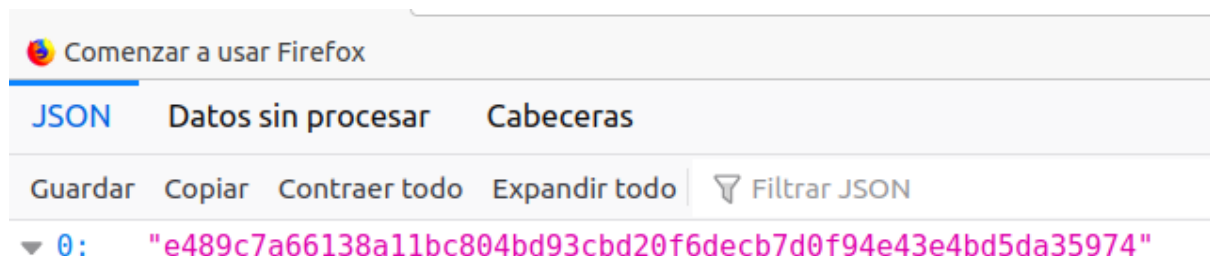 Comenzar a usar Firefox
JSON Datos sin procesar Cabeceras
Guardar Copiar Contraer todo Expandir todo Filtrar JSON
0: "e489c7a66138a11bc804bd93cbd20f6decb7d0f94e43e4bd5da35974"